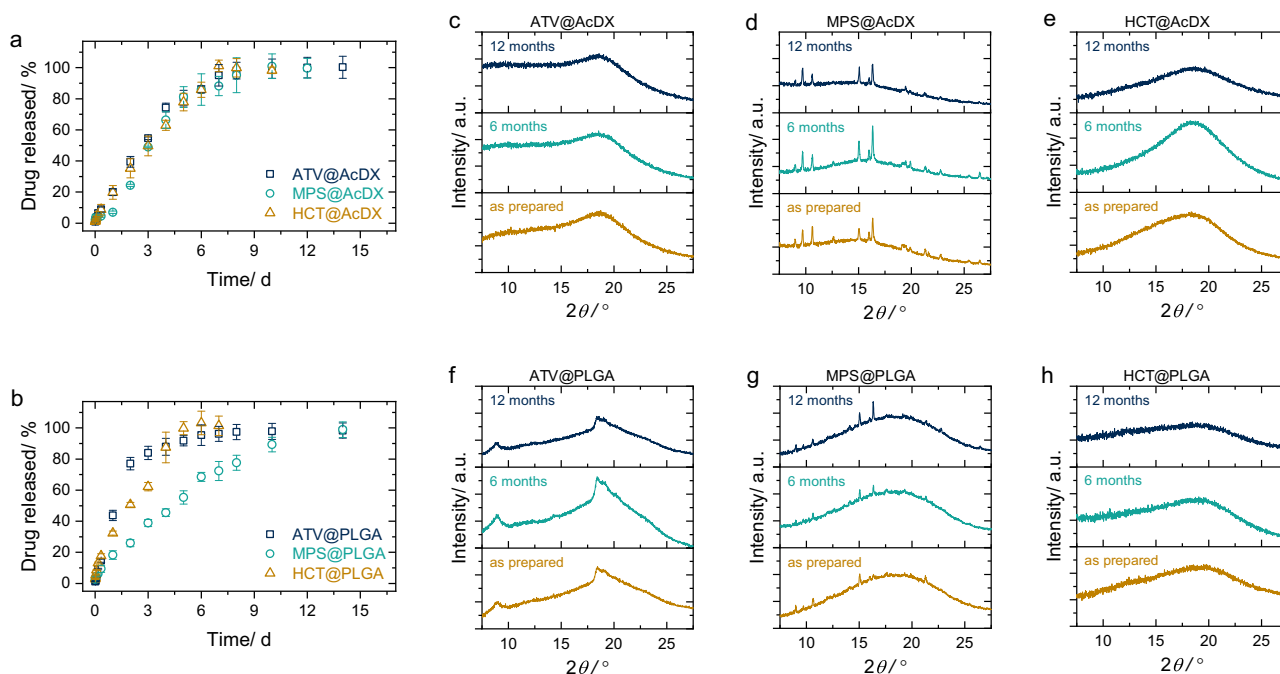 a
100
80
60
40
20
0
Drug released/ %
ATV@AcDX
MPS@AcDX
HCT@AcDX
0 3 6 9 12 15
Time/ d
c
ATV@AcDX
12 months
6 months
as prepared
Intensity/ a.u.
10 15 20 25
2θ/ °
d
MPS@AcDX
12 months
6 months
as prepared
Intensity/ a.u.
10 15 20 25
2θ/ °
e
HCT@AcDX
12 months
6 months
as prepared
Intensity/ a.u.
10 15 20 25
2θ/ °
b
100
80
60
40
20
0
Drug released/ %
ATV@PLGA
MPS@PLGA
HCT@PLGA
0 3 6 9 12 15
Time/ d
f
ATV@PLGA
12 months
6 months
as prepared
Intensity/ a.u.
10 15 20 25
2θ/ °
g
MPS@PLGA
12 months
6 months
as prepared
Intensity/ a.u.
10 15 20 25
2θ/ °
h
HCT@PLGA
12 months
6 months
as prepared
Intensity/ a.u.
10 15 20 25
2θ/ °